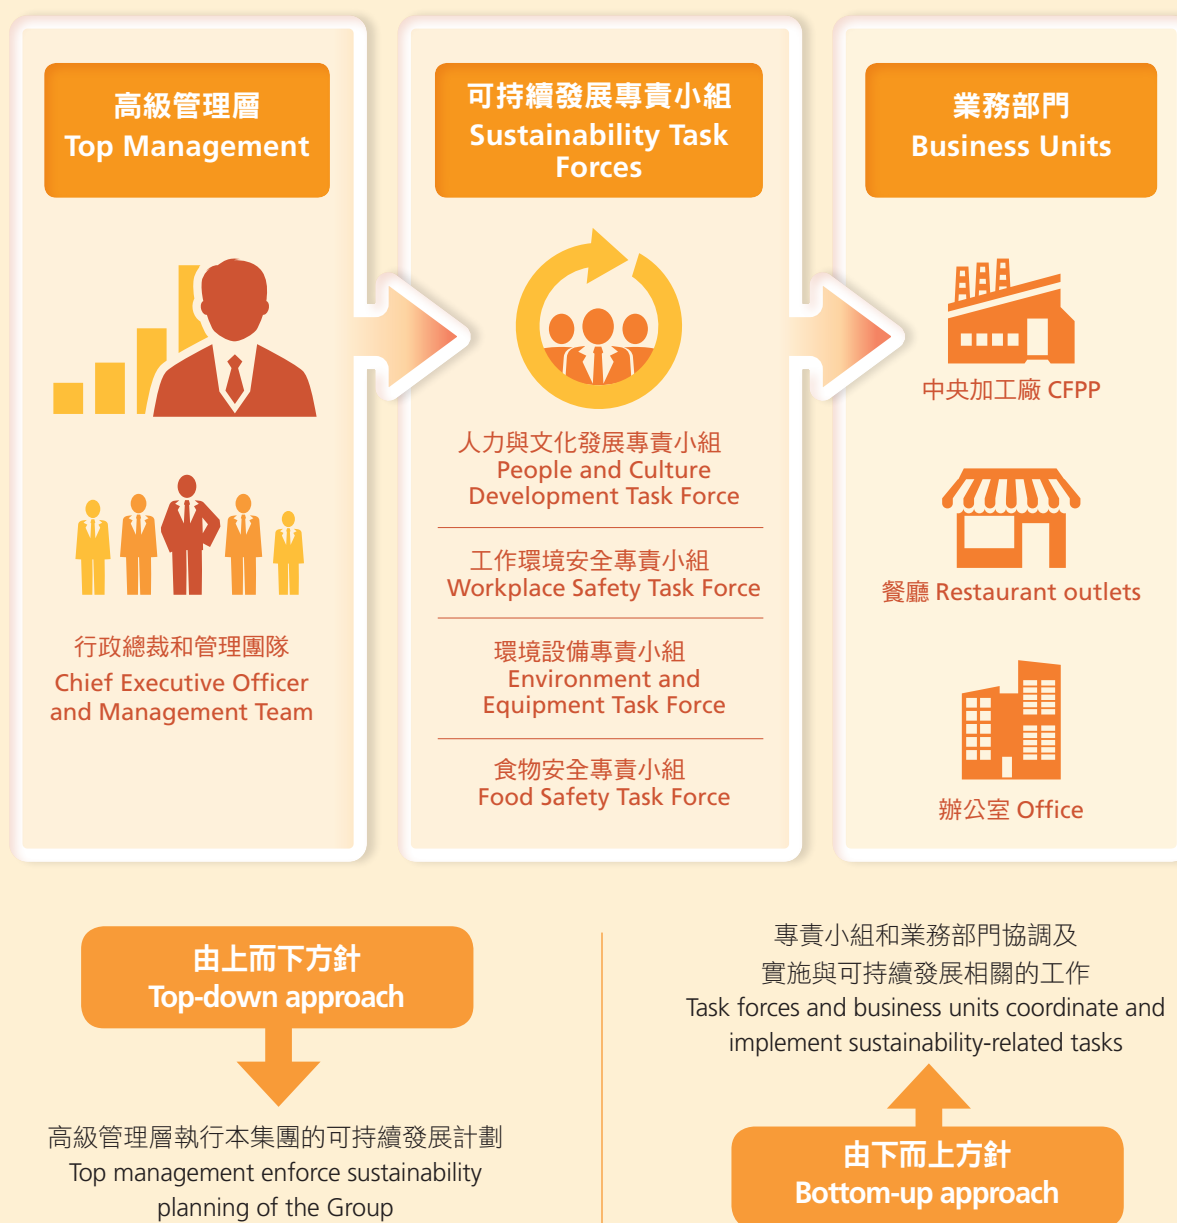 高級管理層
Top Management
行政總裁和管理團隊
Chief Executive Officer
and Management Team
可持續發展專責小組
Sustainability Task
Forces
人力與文化發展專責小組
People and Culture
Development Task Force
工作環境安全專責小組
Workplace Safety Task Force
環境設備專責小組
Environment and
Equipment Task Force
食物安全專責小組
Food Safety Task Force
業務部門
Business Units
中央加工廠 CFPP
餐廳 Restaurant outlets
辦公室 Office
由上而下方針
Top-down approach
高級管理層執行本集團的可持續發展計劃
Top management enforce sustainability
planning of the Group
專責小組和業務部門協調及
實施與可持續發展相關的工作
Task forces and business units coordinate and
implement sustainability-related tasks
由下而上方針
Bottom-up approach